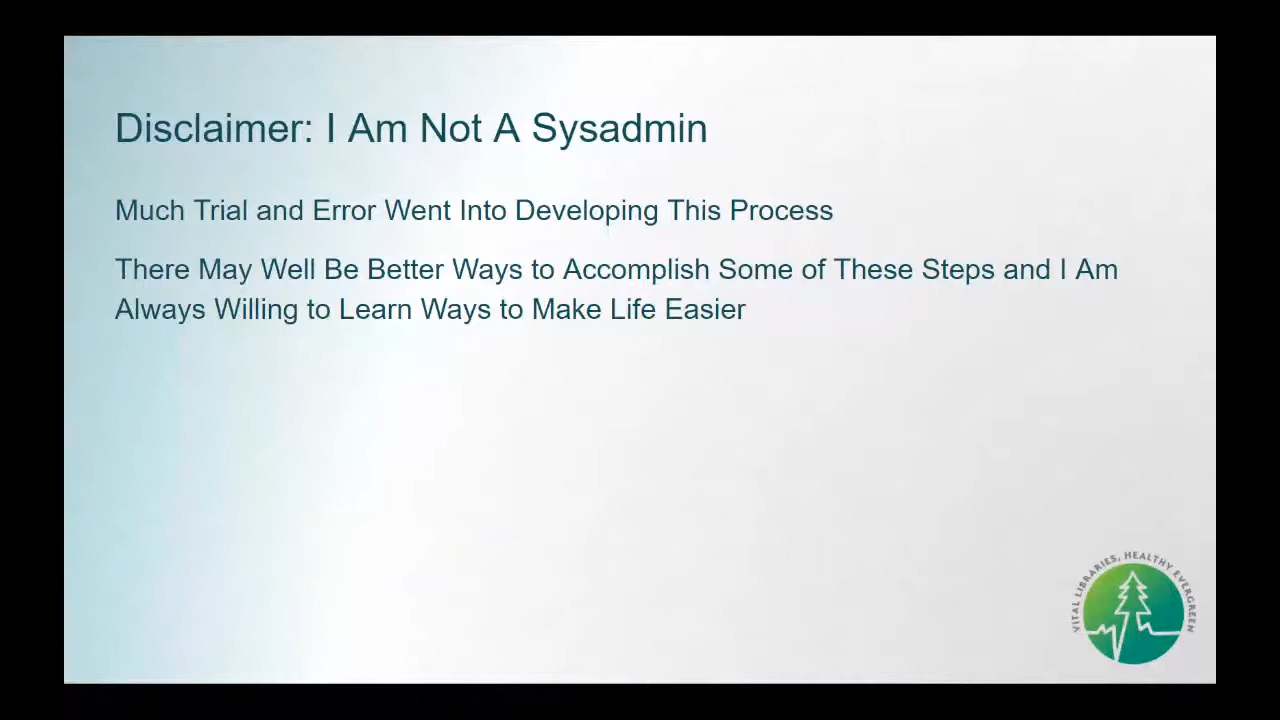 Disclaimer: I Am Not A Sysadmin
Much Trial and Error Went Into Developing This Process
There May Well Be Better Ways to Accomplish Some of These Steps and I Am
Always Willing to Learn Ways to Make Life Easier
VITAL LIBRARIES, HEALTHY EVERGREEN